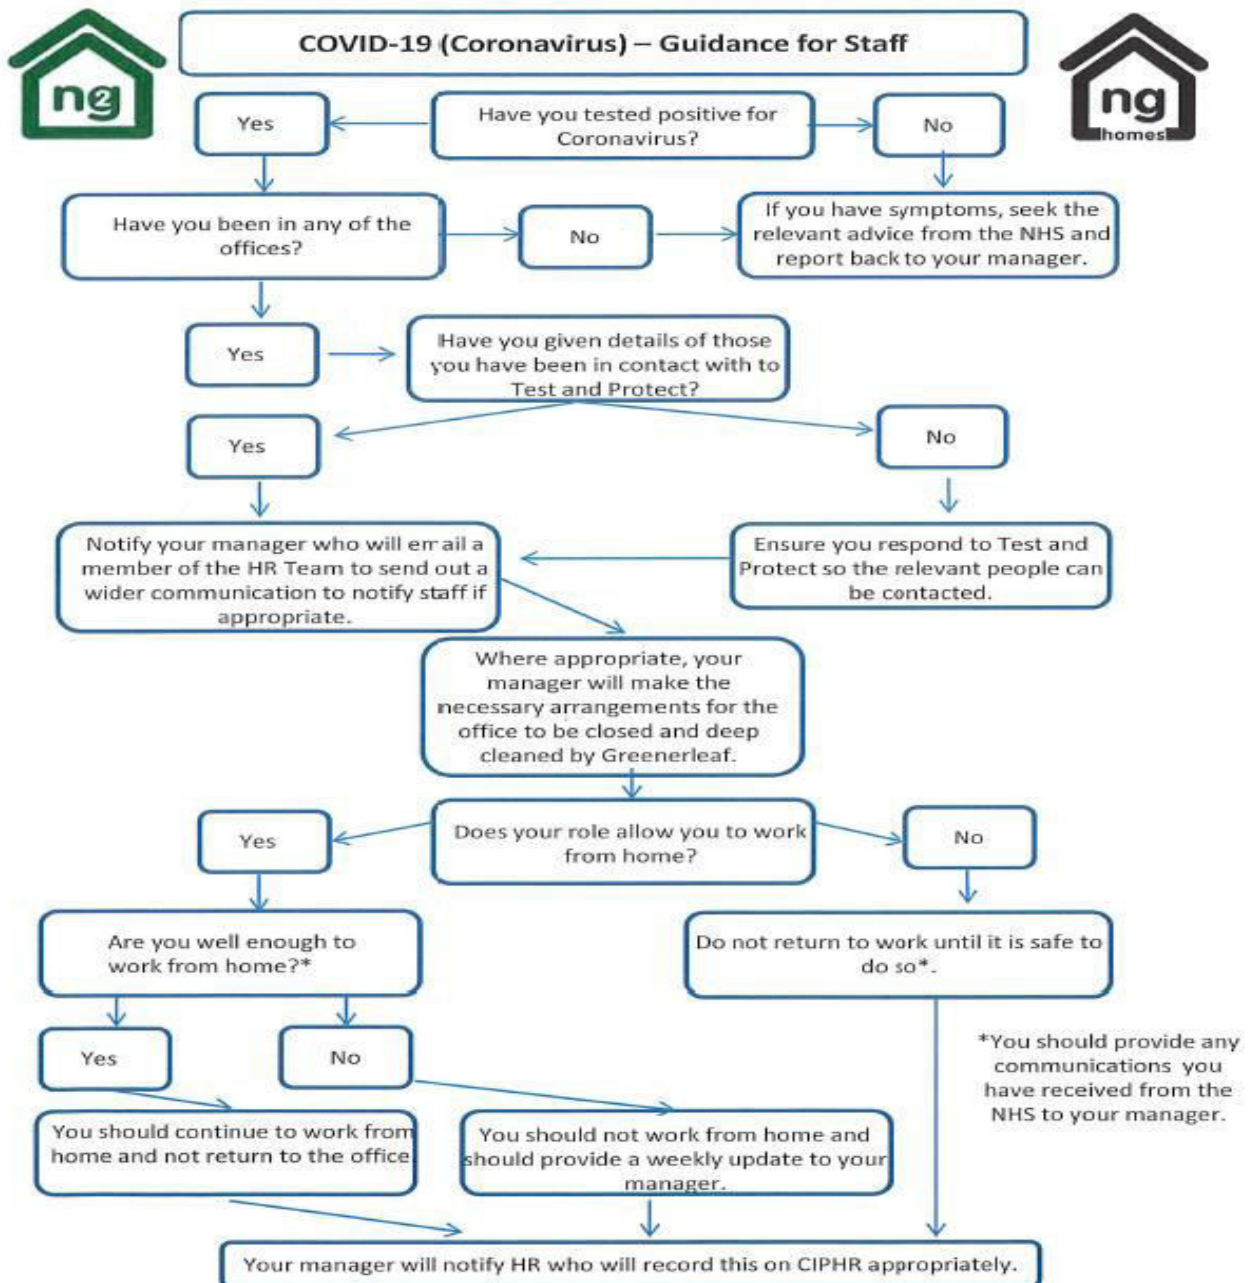 ng2
COVID-19 (Coronavirus) – Guidance for Staff
ng
homes
Yes
Have you tested positive for
Coronavirus?
No
Have you been in any of the
offices?
No
If you have symptoms, seek the
relevant advice from the NHS and
report back to your manager.
Yes
Have you given details of those
you have been in contact with to
Test and Protect?
Yes
No
Notify your manager who will email a
member of the HR Team to send out a
wider communication to notify staff if
appropriate.
Ensure you respond to Test and
Protect so the relevant people can
be contacted.
Where appropriate, your
manager will make the
necessary arrangements for the
office to be closed and deep
cleaned by Greenerleaf.
Yes
Does your role allow you to work
from home?
No
Are you well enough to
work from home?*
Do not return to work until it is safe to
do so*.
Yes
No
*You should provide any
communications you
have received from the
NHS to your manager.
You should continue to work from
home and not return to the office.
You should not work from home and
should provide a weekly update to your
manager.
Your manager will notify HR who will record this on CIPHR appropriately.